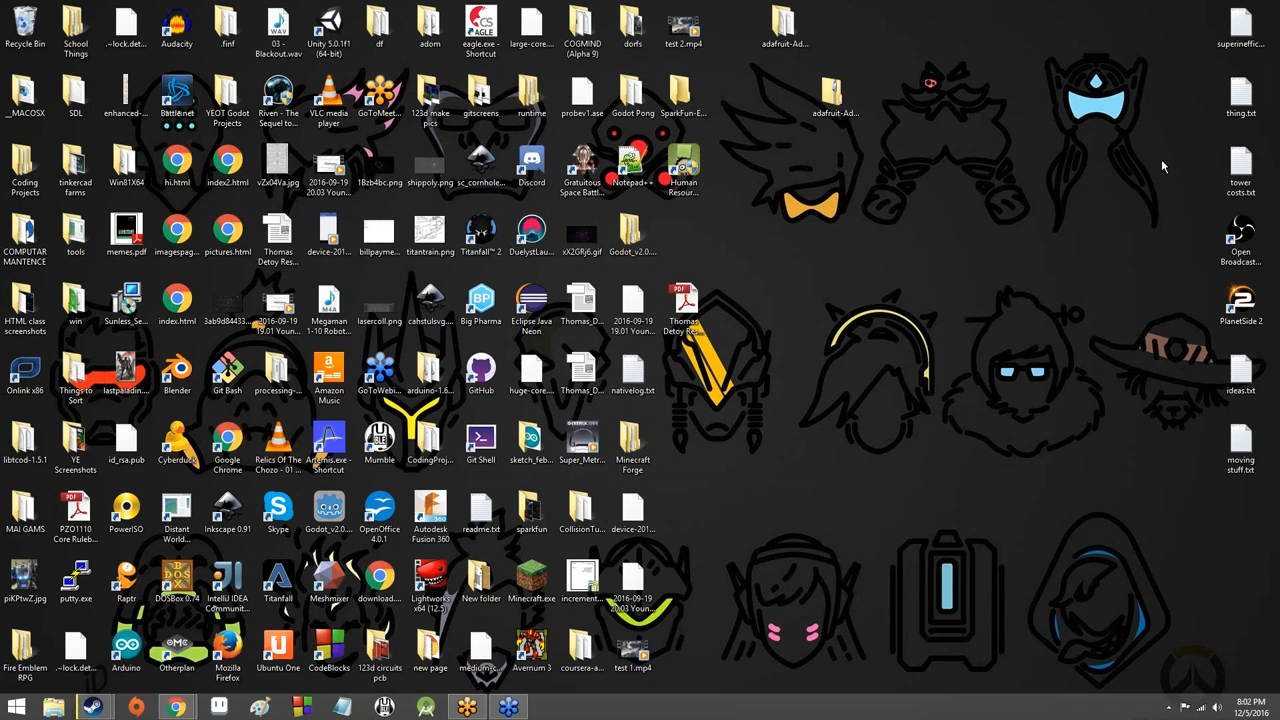 Recycle Bin
School
Things
.~lock.det...
Audacity
.finf
03 -
Blackout.wav
Unity 5.0.1f1
(64-bit)
df
adom
eagle.exe -
Shortcut
large-core....
COGMIND
(Alpha 9)
dorfs
test 2.mp4
adafruit-Ad...
superineffic...
__MACOSX
SDL
enhanced-...
Battle.net
YEOT Godot
Projects
Riven - The
Sequel to...
VLC media
player
GoToMeet...
123d make
pics
gitscreens
runtime
probev1.ase
Godot Pong
SparkFun-E...
adafruit-Ad...
thing.txt
Coding
Projects
tinkercad
farms
Win81X64
hi.html
index2.html
vZx04Va.jpg
2016-09-19
20.03 Youn...
1Bzb4bc.png
shippoly.png
sc_cornhole...
Discord
Gratuitous
Space Battl...
Notepad++
Human
Resour...
tower
costs.txt
COMPUTAR
MANTENCE
tools
memes.pdf
imagespag...
pictures.html
Thomas
Detoy Res...
device-201...
billpayme...
titantrain.png
Titanfall™ 2
DuelystLau...
xX2GRj6.gif
Godot_v2.0....
Open
Broadcast...
HTML class
screenshots
win
Sunless_Se...
index.html
3ab9d84433...
2016-09-19
19.01 Youn...
Megaman
1-10 Robot...
lasercoll.png
cahstulsvg....
Big Pharma
Eclipse Java
Neon
Thomas_D...
2016-09-19
19.01 Youn...
Thomas
Detoy Res...
PlanetSide 2
Onlink x86
Things to
Sort
lastpaladin....
Blender
Git Bash
processing-...
Amazon
Music
GoToWebi...
arduino-1.6...
GitHub
huge-core....
Thomas_D...
nativelog.txt
ideas.txt
libtcod-1.5.1
YE
Screenshots
id_rsa.pub
Cyberduck
Google
Chrome
Relics Of The
Chozo - 01 ...
Artemis.exe -
Shortcut
Mumble
CodingProj...
Git Shell
sketch_feb...
Super_Metr...
Minecraft
Forge
moving
stuff.txt
MAI GAMS
PZO1110
Core Ruleb...
PowerISO
Distant
World...
Inkscape 0.91
Skype
Godot_v2.0....
OpenOffice
4.0.1
Autodesk
Fusion 360
readme.txt
sparkfun
CollisionTu...
device-201...
piKPtwZ.jpg
putty.exe
Raptr
DOSBox 0.74
IntelliJ IDEA
Communit...
Titanfall
Meshmixer
download....
Lightworks
x64 (12.5)
New folder
Minecraft.exe
increment...
2016-09-19
20.03 Youn...
Fire Emblem
RPG
.~lock.det...
Arduino
Otherplan
Mozilla
Firefox
Ubuntu One
CodeBlocks
123d circuits
pcb
new page
medium-c...
Avernum 3
coursera-a...
test 1.mp4
8:02 PM
12/5/2016